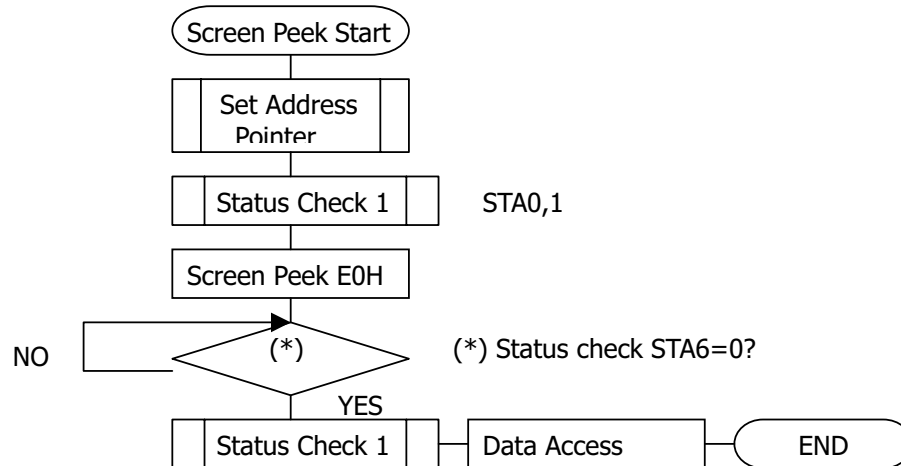 Screen Peek Start
Set Address
Pointer
Status Check 1
STA0,1
Screen Peek E0H
(*)
(*) Status check STA6=0?
NO
YES
Status Check 1
Data Access
END